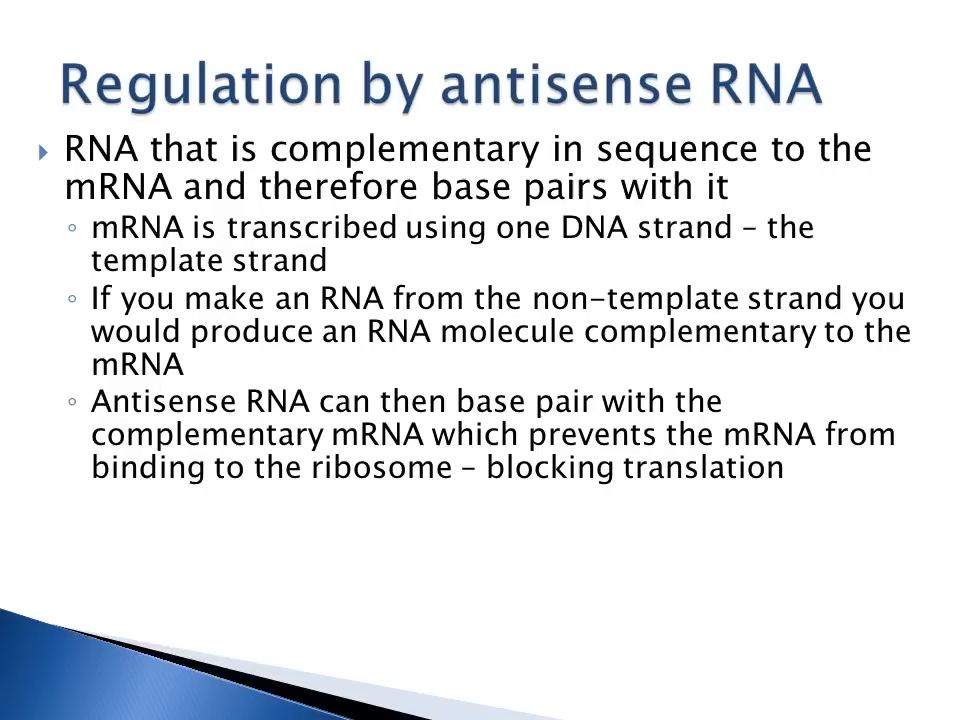 Regulation by antisense RNA
RNA that is complementary in sequence to the
mRNA and therefore base pairs with it
mRNA is transcribed using one DNA strand – the
template strand
If you make an RNA from the non-template strand you
would produce an RNA molecule complementary to the
mRNA
Antisense RNA can then base pair with the
complementary mRNA which prevents the mRNA from
binding to the ribosome – blocking translation